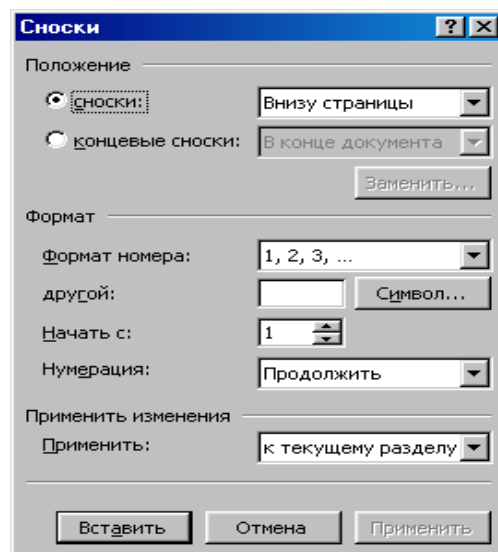 Сноски
Положение
сноски: Внизу страницы
концевые сноски: В конце документа
Заменить...
Формат
Формат номера: 1, 2, 3, ...
другой: Символ...
Начать с: 1
Нумерация: Продолжить
Применить изменения
Применить: к текущему разделу
Вставить Отмена Применить